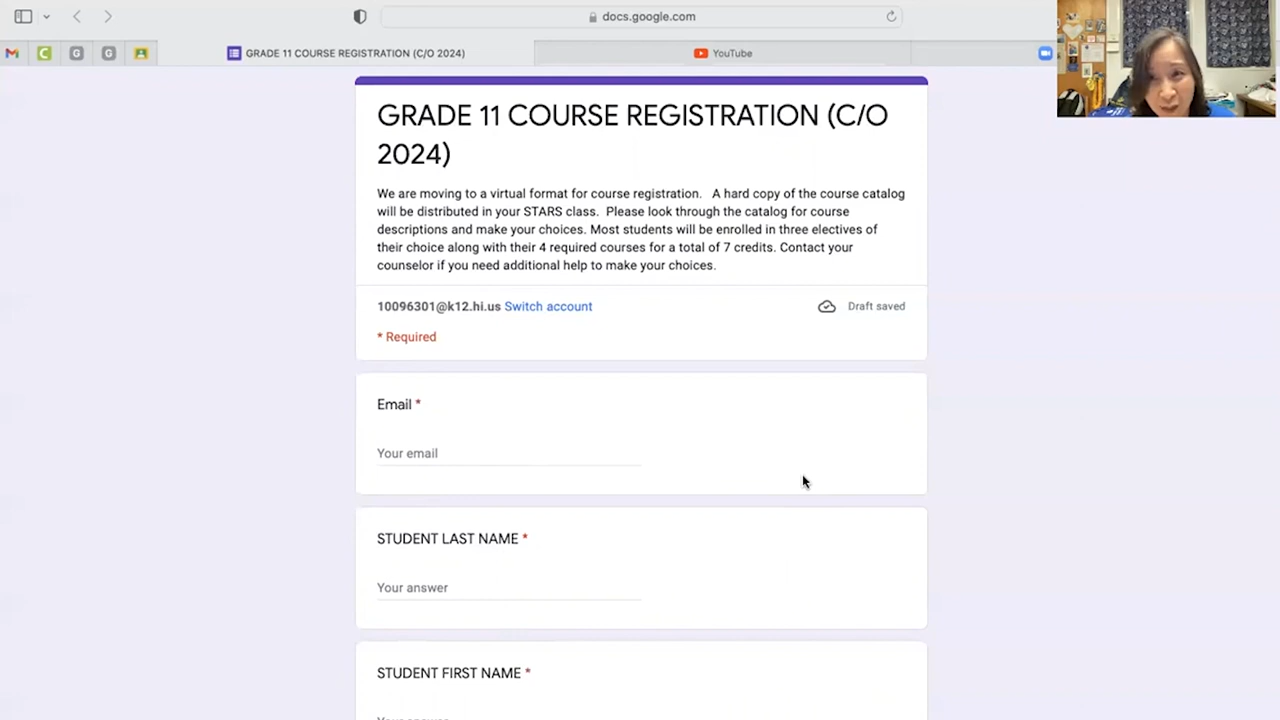 docs.google.com
GRADE 11 COURSE REGISTRATION (C/O 2024)
YouTube
GRADE 11 COURSE REGISTRATION (C/O
2024)
We are moving to a virtual format for course registration. A hard copy of the course catalog
will be distributed in your STARS class. Please look through the catalog for course
descriptions and make your choices. Most students will be enrolled in three electives of
their choice along with their 4 required courses for a total of 7 credits. Contact your
counselor if you need additional help to make your choices.
10096301@k12.hi.us Switch account
Draft saved
* Required
Email *
Your email
STUDENT LAST NAME *
Your answer
STUDENT FIRST NAME *
Your answer